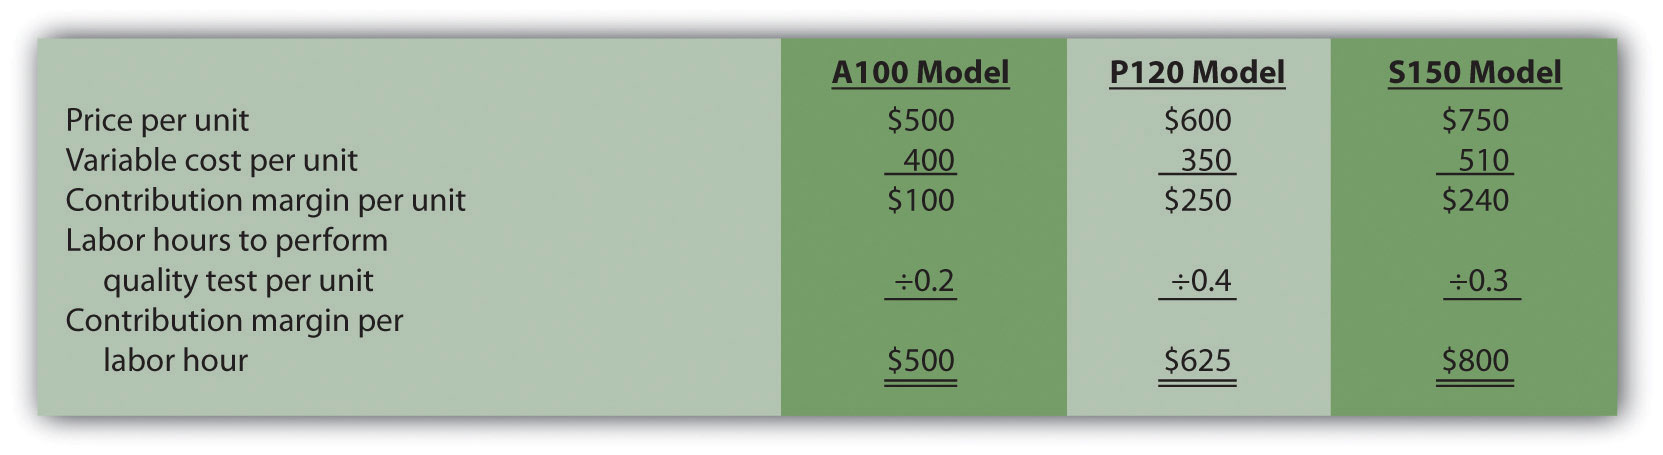 A100 Model P120 Model S150 Model
Price per unit $500 $600 $750
Variable cost per unit 400 350 510
Contribution margin per unit $100 $250 $240
Labor hours to perform
quality test per unit ÷0.2 ÷0.4 ÷0.3
Contribution margin per
labor hour $500 $625 $800